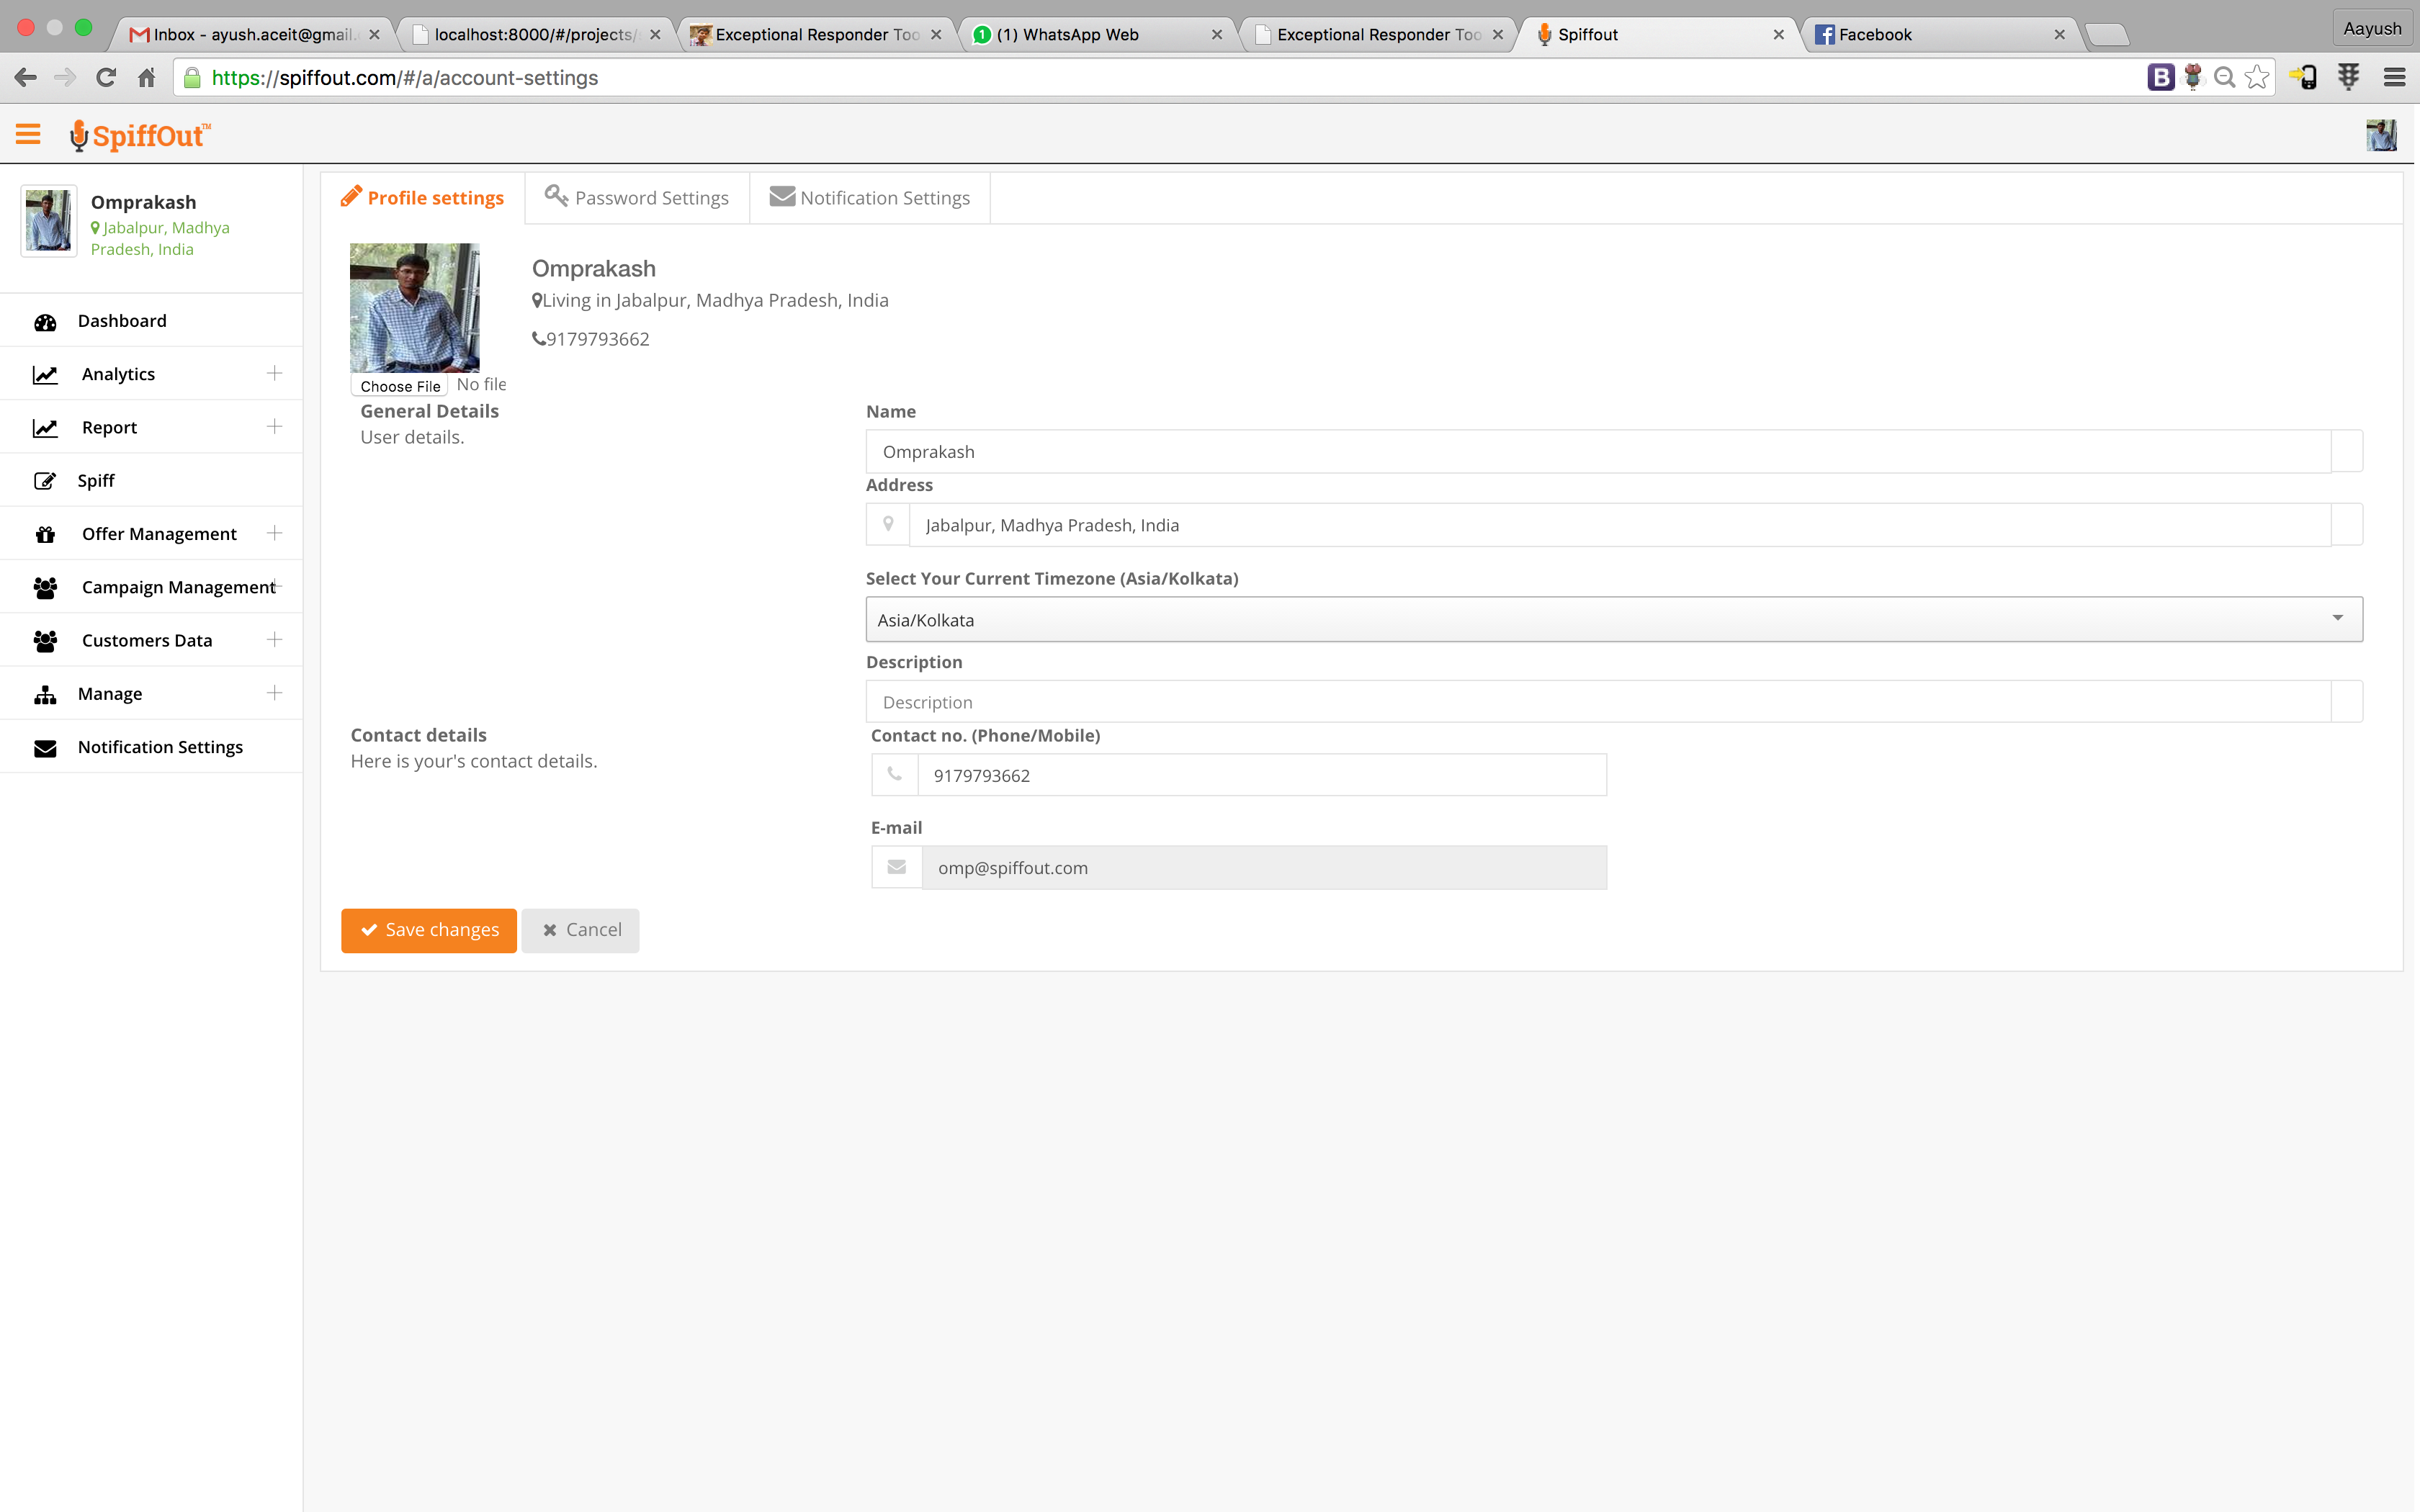 Inbox - ayush.aceit@gmail.
localhost:8000/#/projects/
Exceptional Responder Too
(1) WhatsApp Web
Exceptional Responder Too
Spiffout
Facebook
Aayush
https://spiffout.com/#/a/account-settings
SpiffOut™
Omprakash
Jabalpur, Madhya
Pradesh, India
Dashboard
Analytics
Report
Spiff
Offer Management
Campaign Management
Customers Data
Manage
Notification Settings
Profile settings
Password Settings
Notification Settings
Omprakash
Living in Jabalpur, Madhya Pradesh, India
9179793662
Choose File No file
General Details
User details.
Name
Omprakash
Address
Jabalpur, Madhya Pradesh, India
Select Your Current Timezone (Asia/Kolkata)
Asia/Kolkata
Description
Description
Contact details
Here is your's contact details.
Contact no. (Phone/Mobile)
9179793662
E-mail
omp@spiffout.com
Save changes
Cancel